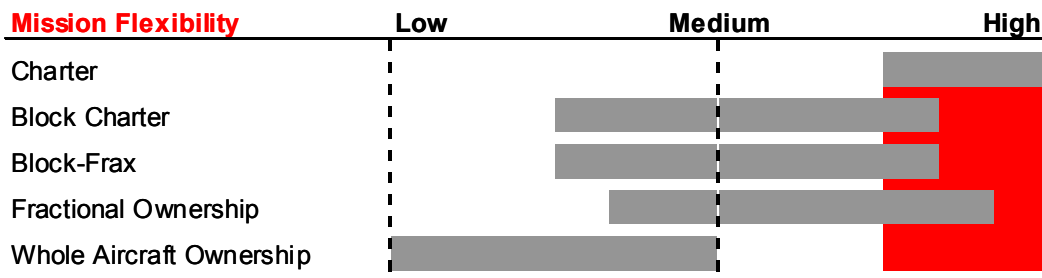 Mission Flexibility Low Medium High
Charter
Block Charter
Block-Frax
Fractional Ownership
Whole Aircraft Ownership